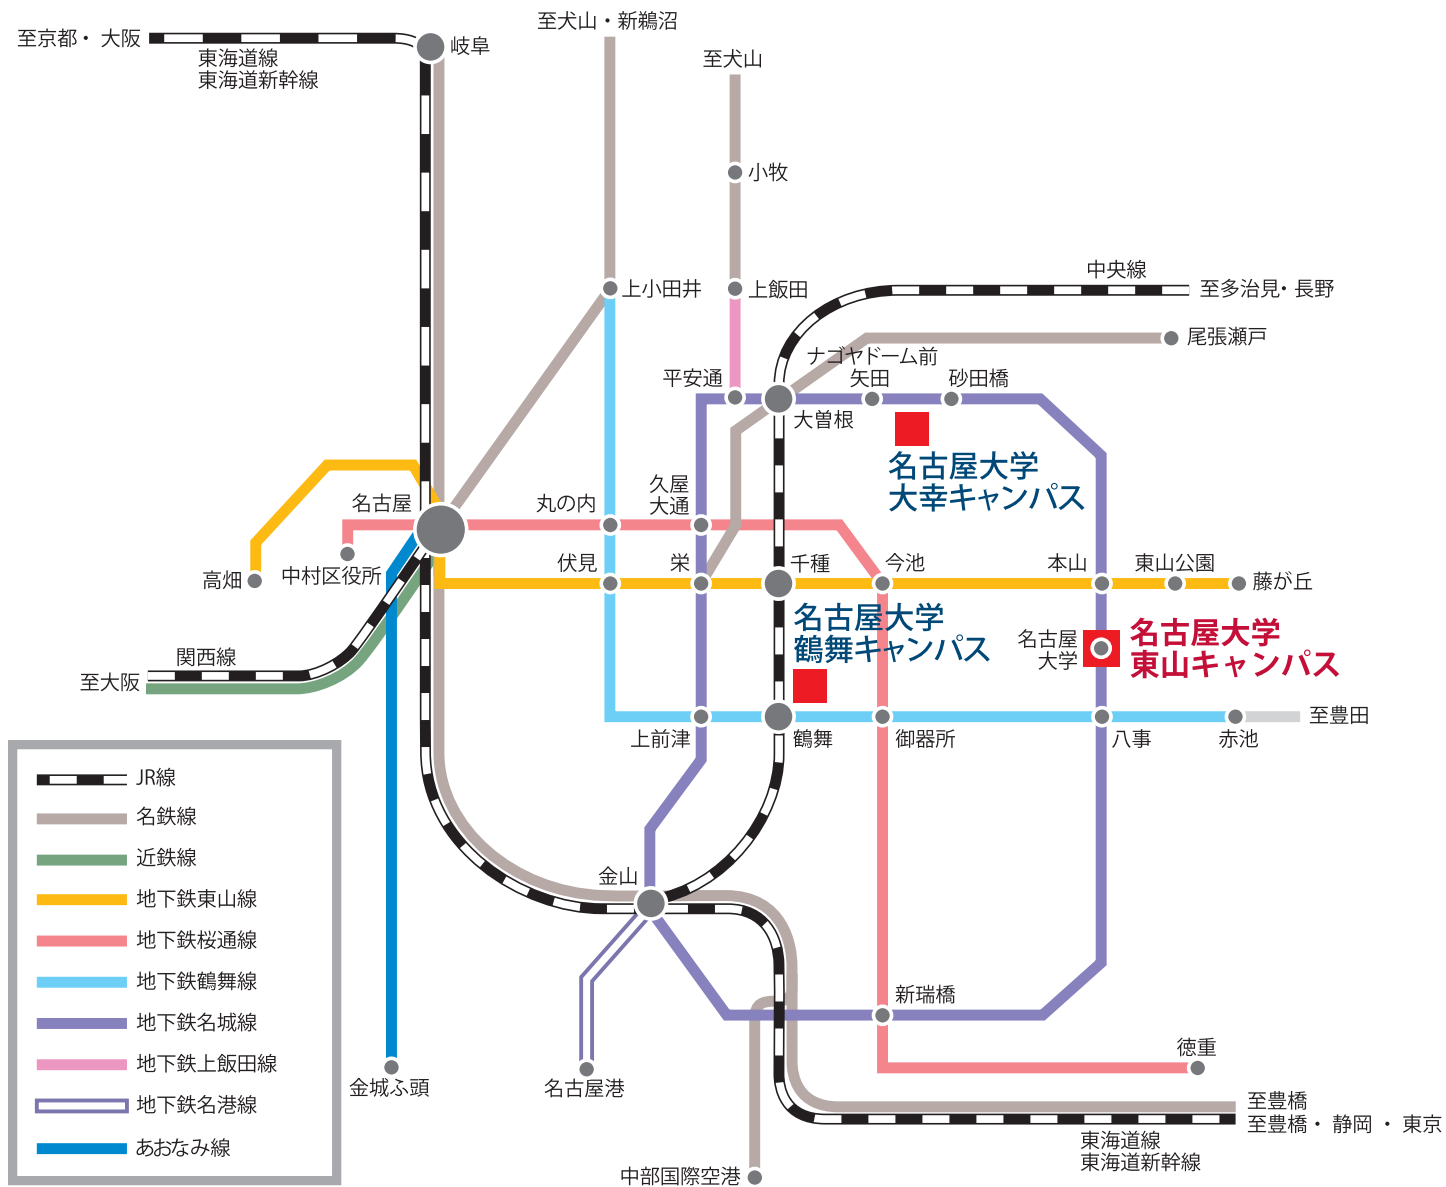 至犬山・新鵜沼
至京都・ 大阪
岐阜
東海道線
東海道新幹線
至犬山
小牧
中央線
上小田井
上飯田
至多治見・長野
尾張瀬戸
ナゴヤドーム前
矢田
平安通
砂田橋
大曽根
名古屋大学
大幸キャンパス
名古屋
丸の内
久屋
大通
高畑
中村区役所
伏見
栄
千種
今池
本山
東山公園
藤が丘
名古屋大学
鶴舞キャンパス
名古屋
大学
名古屋大学
東山キャンパス
関西線
至大阪
上前津
鶴舞
御器所
八事
赤池
至豊田
JR線
名鉄線
近鉄線
地下鉄東山線
地下鉄桜通線
地下鉄鶴舞線
地下鉄名城線
地下鉄上飯田線
地下鉄名港線
あおなみ線
金山
新瑞橋
徳重
金城ふ頭
名古屋港
至豊橋
至豊橋・ 静岡 ・ 東京
東海道線
東海道新幹線
中部国際空港